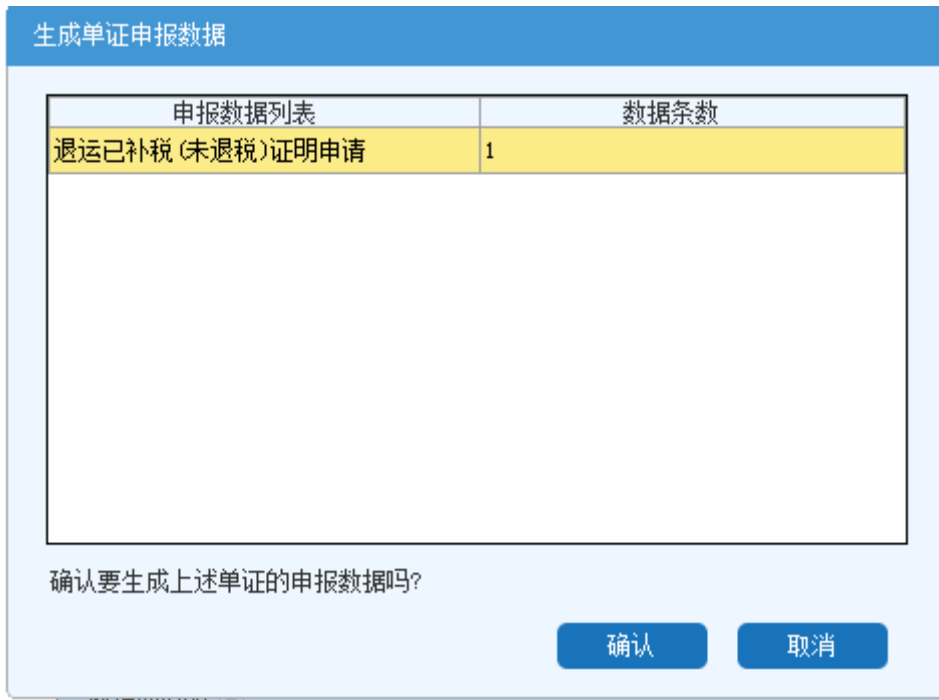 生成单证申报数据
申报数据列表 数据条数
退运已补税(未退税)证明申请 1
确认要生成上述单证的申报数据吗?
确认 取消